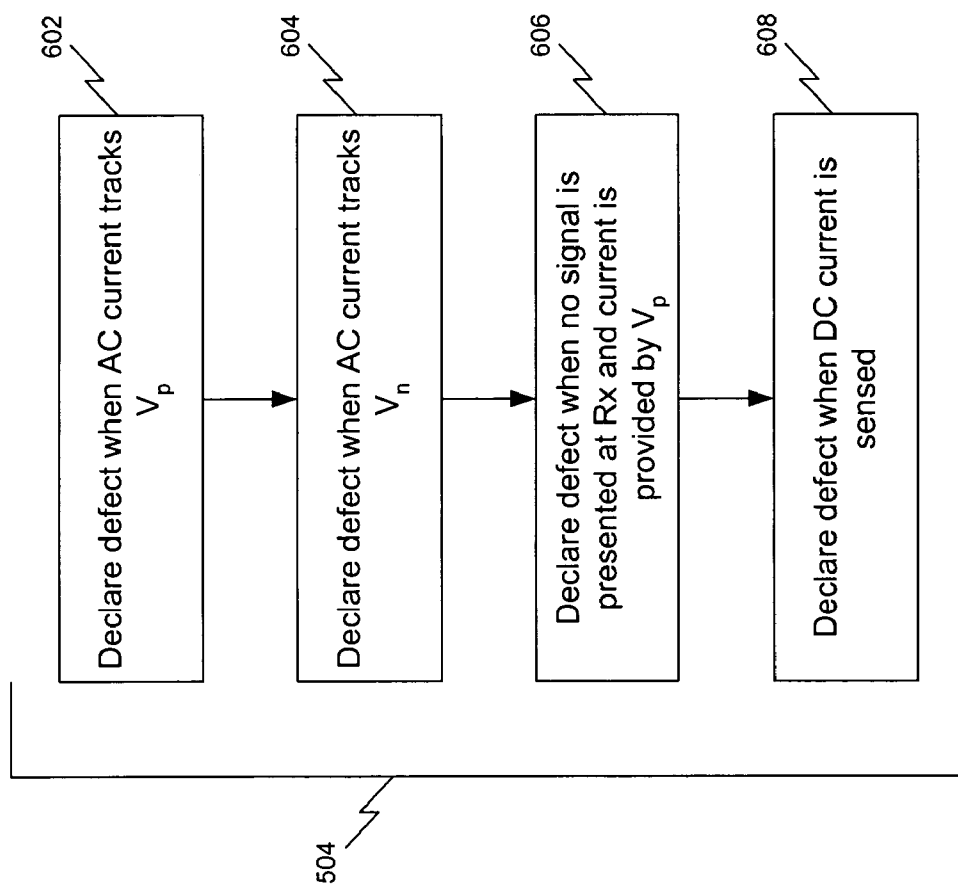 602
Declare defect when AC current tracks
Vp
604
Declare defect when AC current tracks
Vn
606
Declare defect when no signal is
presented at Rx and current is
provided by Vp
608
Declare defect when DC current is
sensed
504